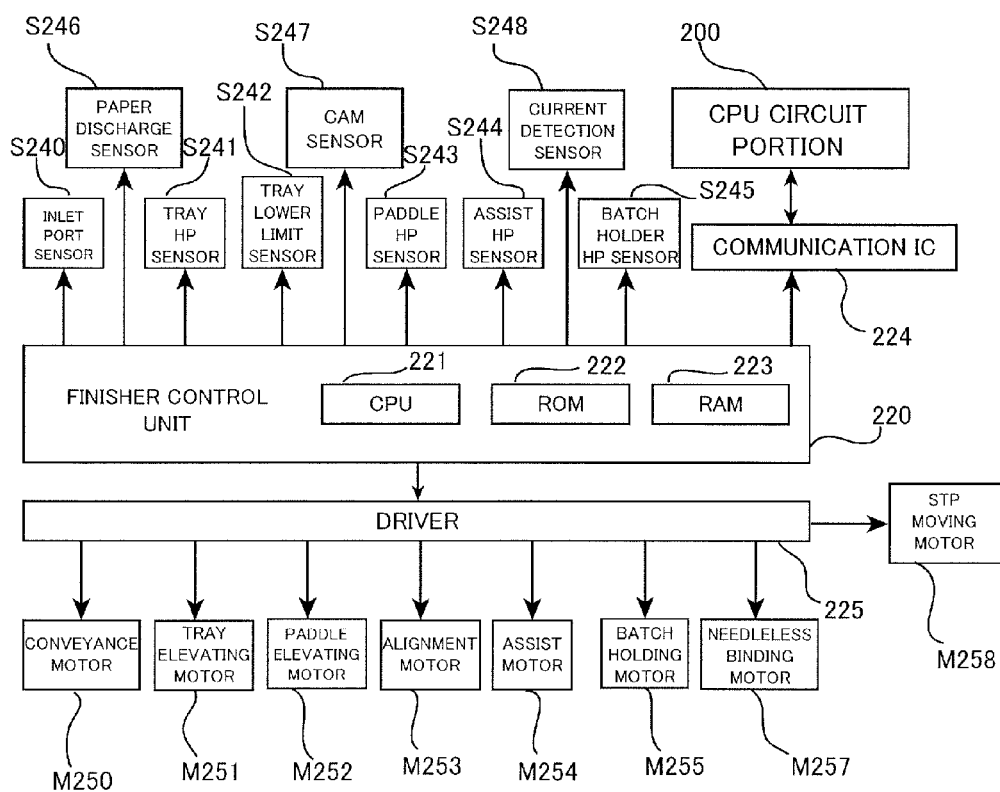 S246
S247
S248
200
PAPER
DISCHARGE
SENSOR
S242
CAM
SENSOR
CURRENT
DETECTION
SENSOR
CPU CIRCUIT
PORTION
S240
S241
S243
S244
S245
INLET
PORT
SENSOR
TRAY
HP
SENSOR
TRAY
LOWER
LIMIT
SENSOR
PADDLE
HP
SENSOR
ASSIST
HP
SENSOR
BATCH
HOLDER
HP SENSOR
COMMUNICATION IC
224
FINISHER CONTROL
UNIT
221
CPU
222
ROM
223
RAM
220
DRIVER
225
STP
MOVING
MOTOR
M258
CONVEYANCE
MOTOR
TRAY
ELEVATING
MOTOR
PADDLE
ELEVATING
MOTOR
ALIGNMENT
MOTOR
ASSIST
MOTOR
BATCH
HOLDING
MOTOR
NEEDLELESS
BINDING
MOTOR
M250
M251
M252
M253
M254
M255
M257